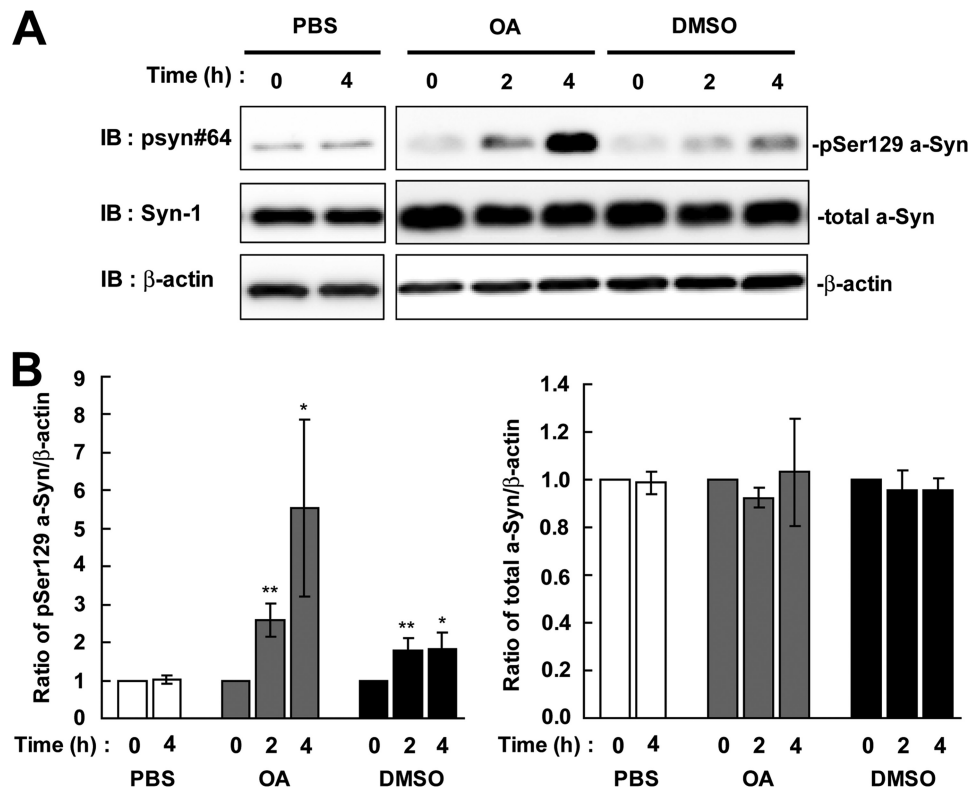 A
PBS OA DMSO
Time (h) : 0 4 0 2 4 0 2 4
IB : psyn#64 -pSer129 a-Syn
IB : Syn-1 -total a-Syn
IB : β-actin -β-actin
B
Ratio of pSer129 a-Syn/β-actin
9
8
7
6
5
4
3
2
1
0
** * ** *
Time (h) : 0 4 0 2 4 0 2 4
PBS OA DMSO
Ratio of total a-Syn/β-actin
1.4
1.2
1.0
0.8
0.6
0.4
0.2
0.0
Time (h) : 0 4 0 2 4 0 2 4
PBS OA DMSO